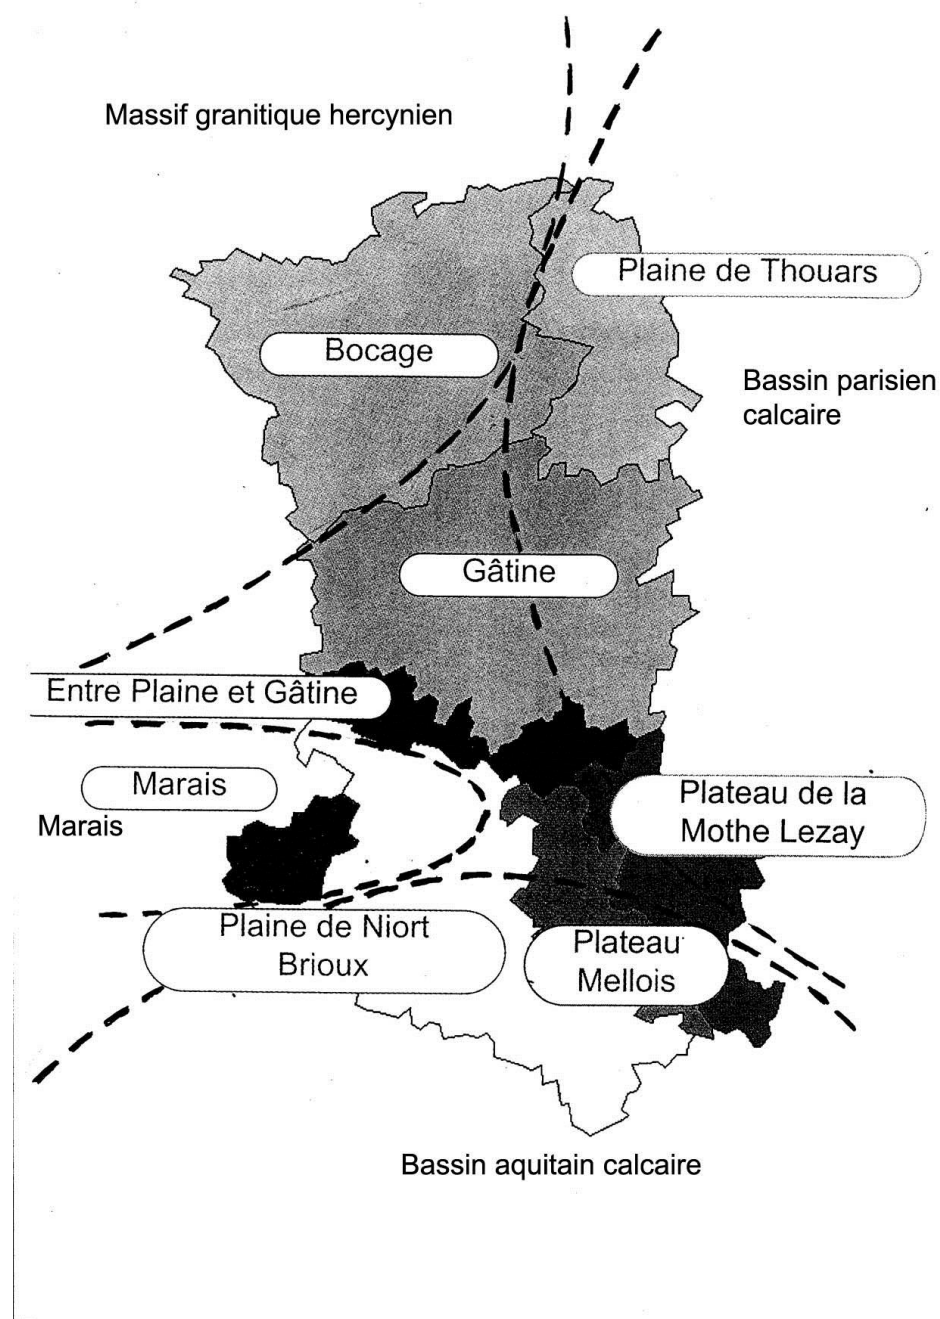 Massif granitique hercynien
Plaine de Thouars
Bocage
Bassin parisien
calcaire
Gâtine
Entre Plaine et Gâtine
Marais
Marais
Plateau de la
Mothe Lezay
Plaine de Niort
Brioux
Plateau
Mellois
Bassin aquitain calcaire